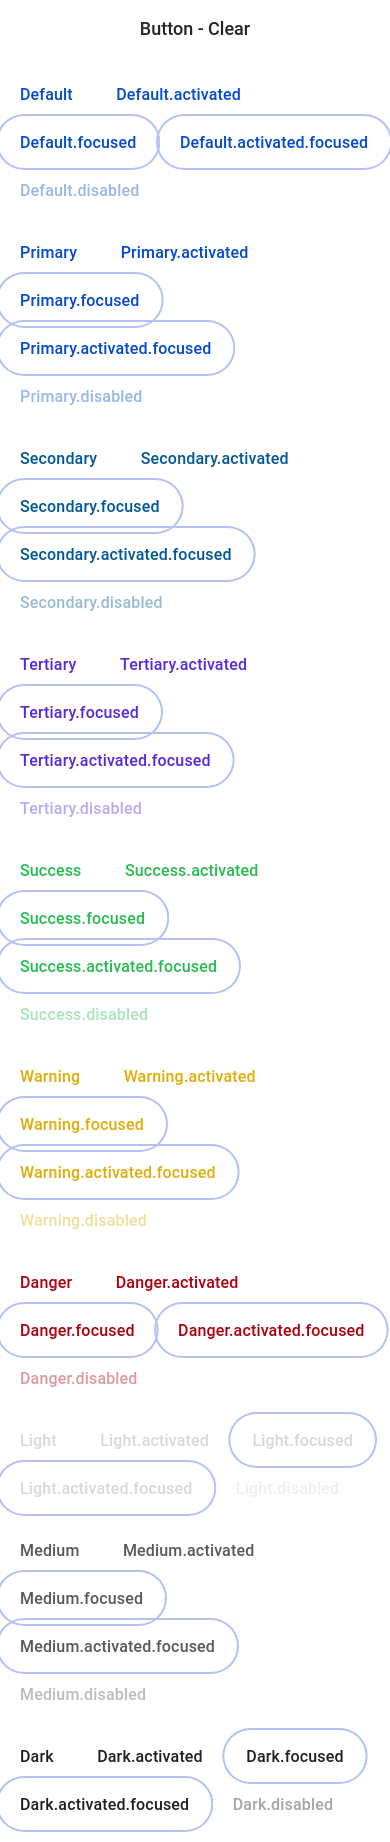 Button - Clear
Default Default.activated
Default.focused Default.activated.focused
Default.disabled
Primary Primary.activated
Primary.focused
Primary.activated.focused
Primary.disabled
Secondary Secondary.activated
Secondary.focused
Secondary.activated.focused
Secondary.disabled
Tertiary Tertiary.activated
Tertiary.focused
Tertiary.activated.focused
Tertiary.disabled
Success Success.activated
Success.focused
Success.activated.focused
Success.disabled
Warning Warning.activated
Warning.focused
Warning.activated.focused
Warning.disabled
Danger Danger.activated
Danger.focused Danger.activated.focused
Danger.disabled
Light Light.activated Light.focused
Light.activated.focused Light.disabled
Medium Medium.activated
Medium.focused
Medium.activated.focused
Medium.disabled
Dark Dark.activated Dark.focused
Dark.activated.focused Dark.disabled